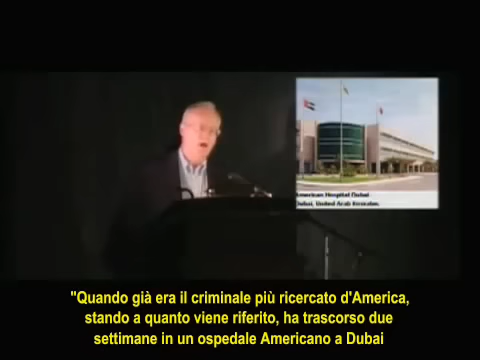 American Hospital Dubai
Dubai, United Arab Emirates
"Quando già era il criminale più ricercato d'America,
stando a quanto viene riferito, ha trascorso due
settimane in un ospedale Americano a Dubai